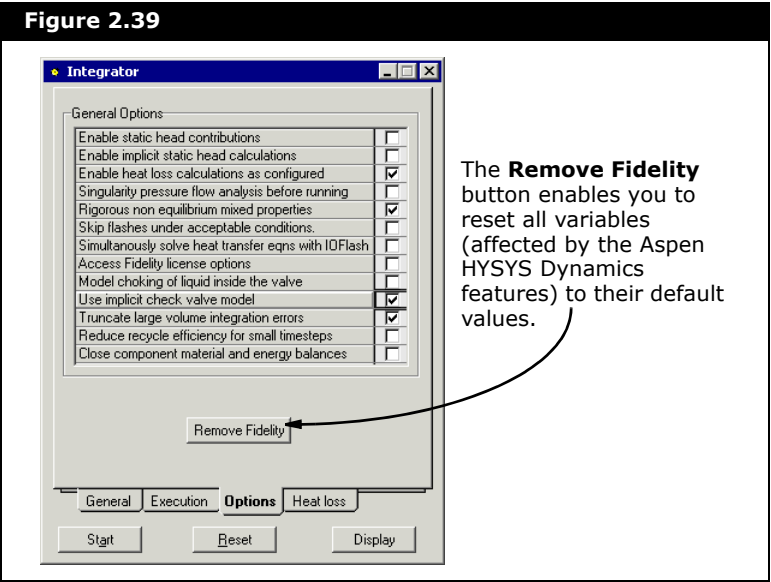 Figure 2.39
Integrator
General Options
Enable static head contributions
Enable implicit static head calculations
Enable heat loss calculations as configured
Singularity pressure flow analysis before running
Rigorous non equilibrium mixed properties
Skip flashes under acceptable conditions.
Simultanously solve heat transfer eqns with IOFlash
Access Fidelity license options
Model choking of liquid inside the valve
Use implicit check valve model
Truncate large volume integration errors
Reduce recycle efficiency for small timesteps
Close component material and energy balances
Remove Fidelity
General Execution Options Heat loss
Start Reset Display
The Remove Fidelity
button enables you to
reset all variables
(affected by the Aspen
HYSYS Dynamics
features) to their default
values.